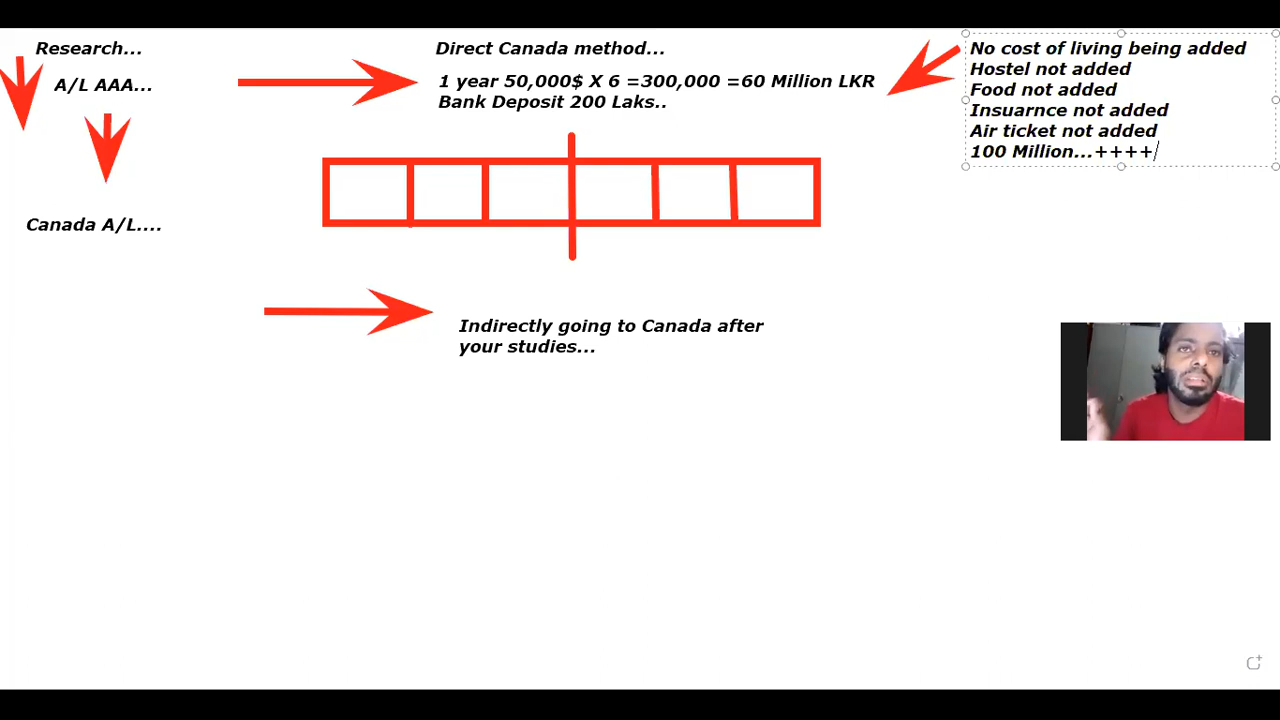 Research...
A/L AAA...
Canada A/L....
Direct Canada method...
1 year 50,000$ X 6 =300,000 =60 Million LKR
Bank Deposit 200 Laks..
No cost of living being added
Hostel not added
Food not added
Insuarnce not added
Air ticket not added
100 Million...++++
Indirectly going to Canada after
your studies...